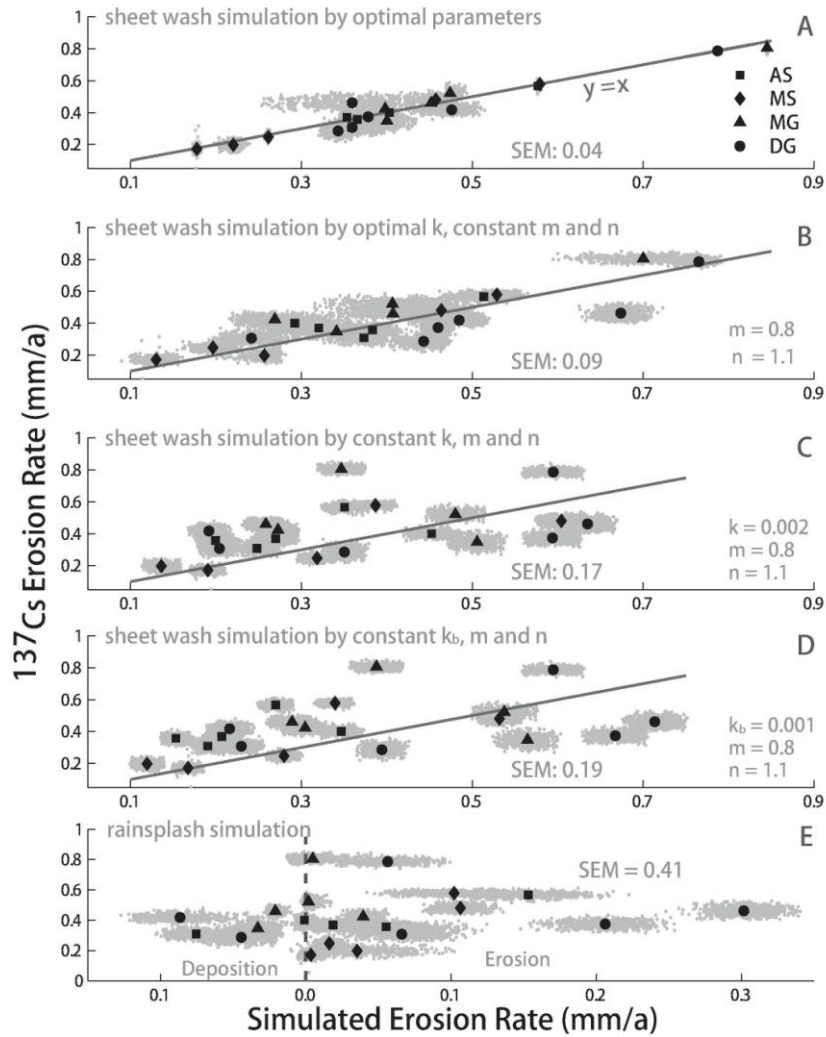 sheet wash simulation by optimal parameters
A
1
0.8
0.6
0.4
0.2
AS
MS
MG
DG
y=x
SEM: 0.04
0.1
0.3
0.5
0.7
0.9
sheet wash simulation by optimal k, constant m and n
B
1
0.8
0.6
0.4
0.2
m = 0.8
n = 1.1
SEM: 0.09
0.1
0.3
0.5
0.7
0.9
sheet wash simulation by constant k, m and n
C
1
0.8
0.6
0.4
0.2
k = 0.002
m = 0.8
n = 1.1
SEM: 0.17
0.1
0.3
0.5
0.7
0.9
sheet wash simulation by constant kb, m and n
D
1
0.8
0.6
0.4
0.2
kb = 0.001
m = 0.8
n = 1.1
SEM: 0.19
0.1
0.3
0.5
0.7
0.9
rainsplash simulation
E
1
0.8
0.6
0.4
0.2
0
SEM = 0.41
Deposition
Erosion
0.1
0.0
0.1
0.2
0.3
Simulated Erosion Rate (mm/a)
137Cs Erosion Rate (mm/a)